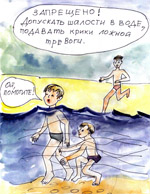 ЗАПРЕЩЕНО!
ДОПУСКАТЬ ШАЛОСТИ В ВОДЕ,
ПОДАВАТЬ КРИКИ ЛОЖНОЙ
ТРЕВОГИ.
ОЙ,
ПОМОГИТЕ!